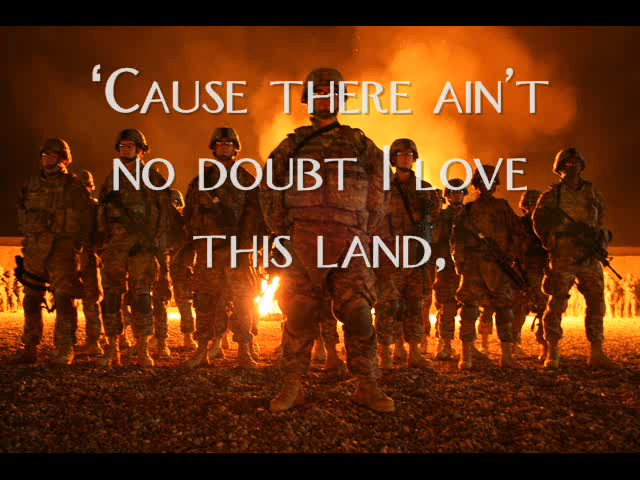 ‘Cause there ain’t
no doubt I love
this land,